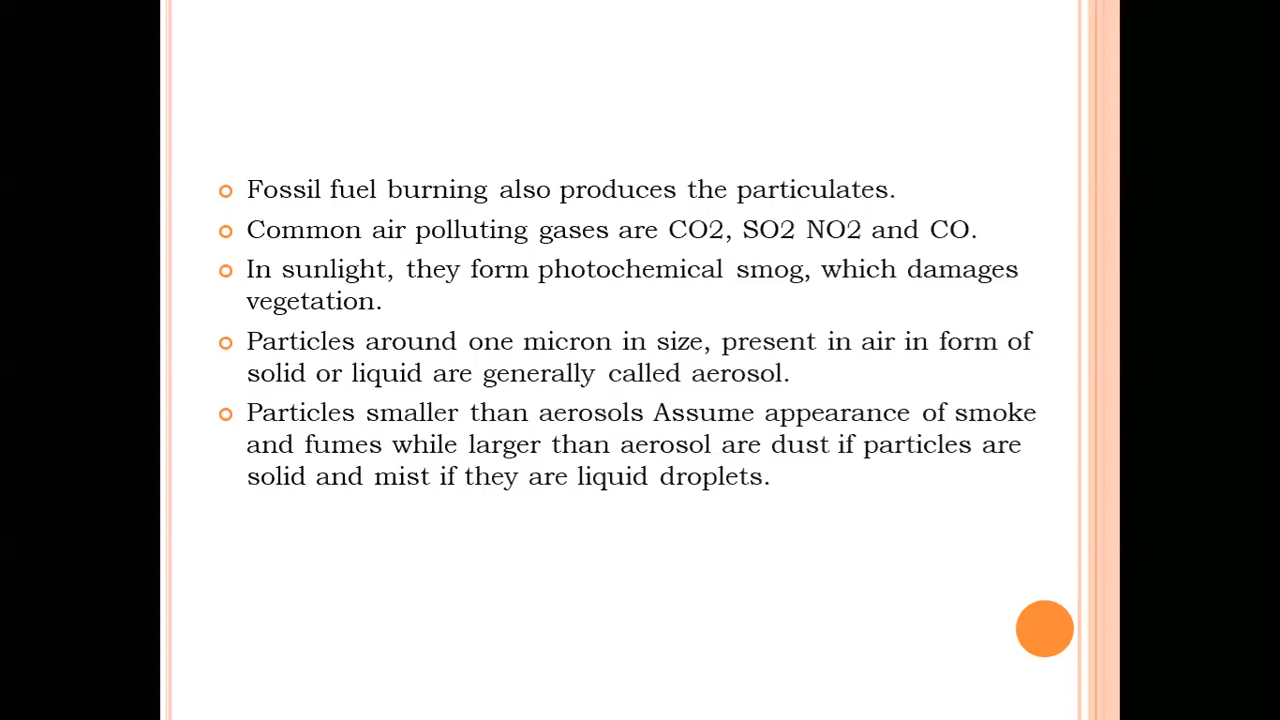 Fossil fuel burning also produces the particulates.
Common air polluting gases are CO2, SO2 NO2 and CO.
In sunlight, they form photochemical smog, which damages
vegetation.
Particles around one micron in size, present in air in form of
solid or liquid are generally called aerosol.
Particles smaller than aerosols Assume appearance of smoke
and fumes while larger than aerosol are dust if particles are
solid and mist if they are liquid droplets.